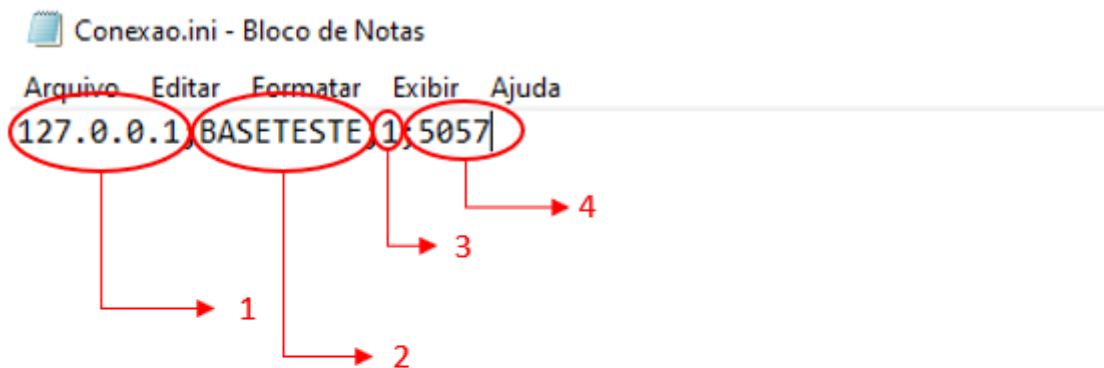 Conexao.ini - Bloco de Notas
Arquivo Editar Formatar Exibir Ajuda
127.0.0.1;BASETESTE;1;5057
4
3
1
2